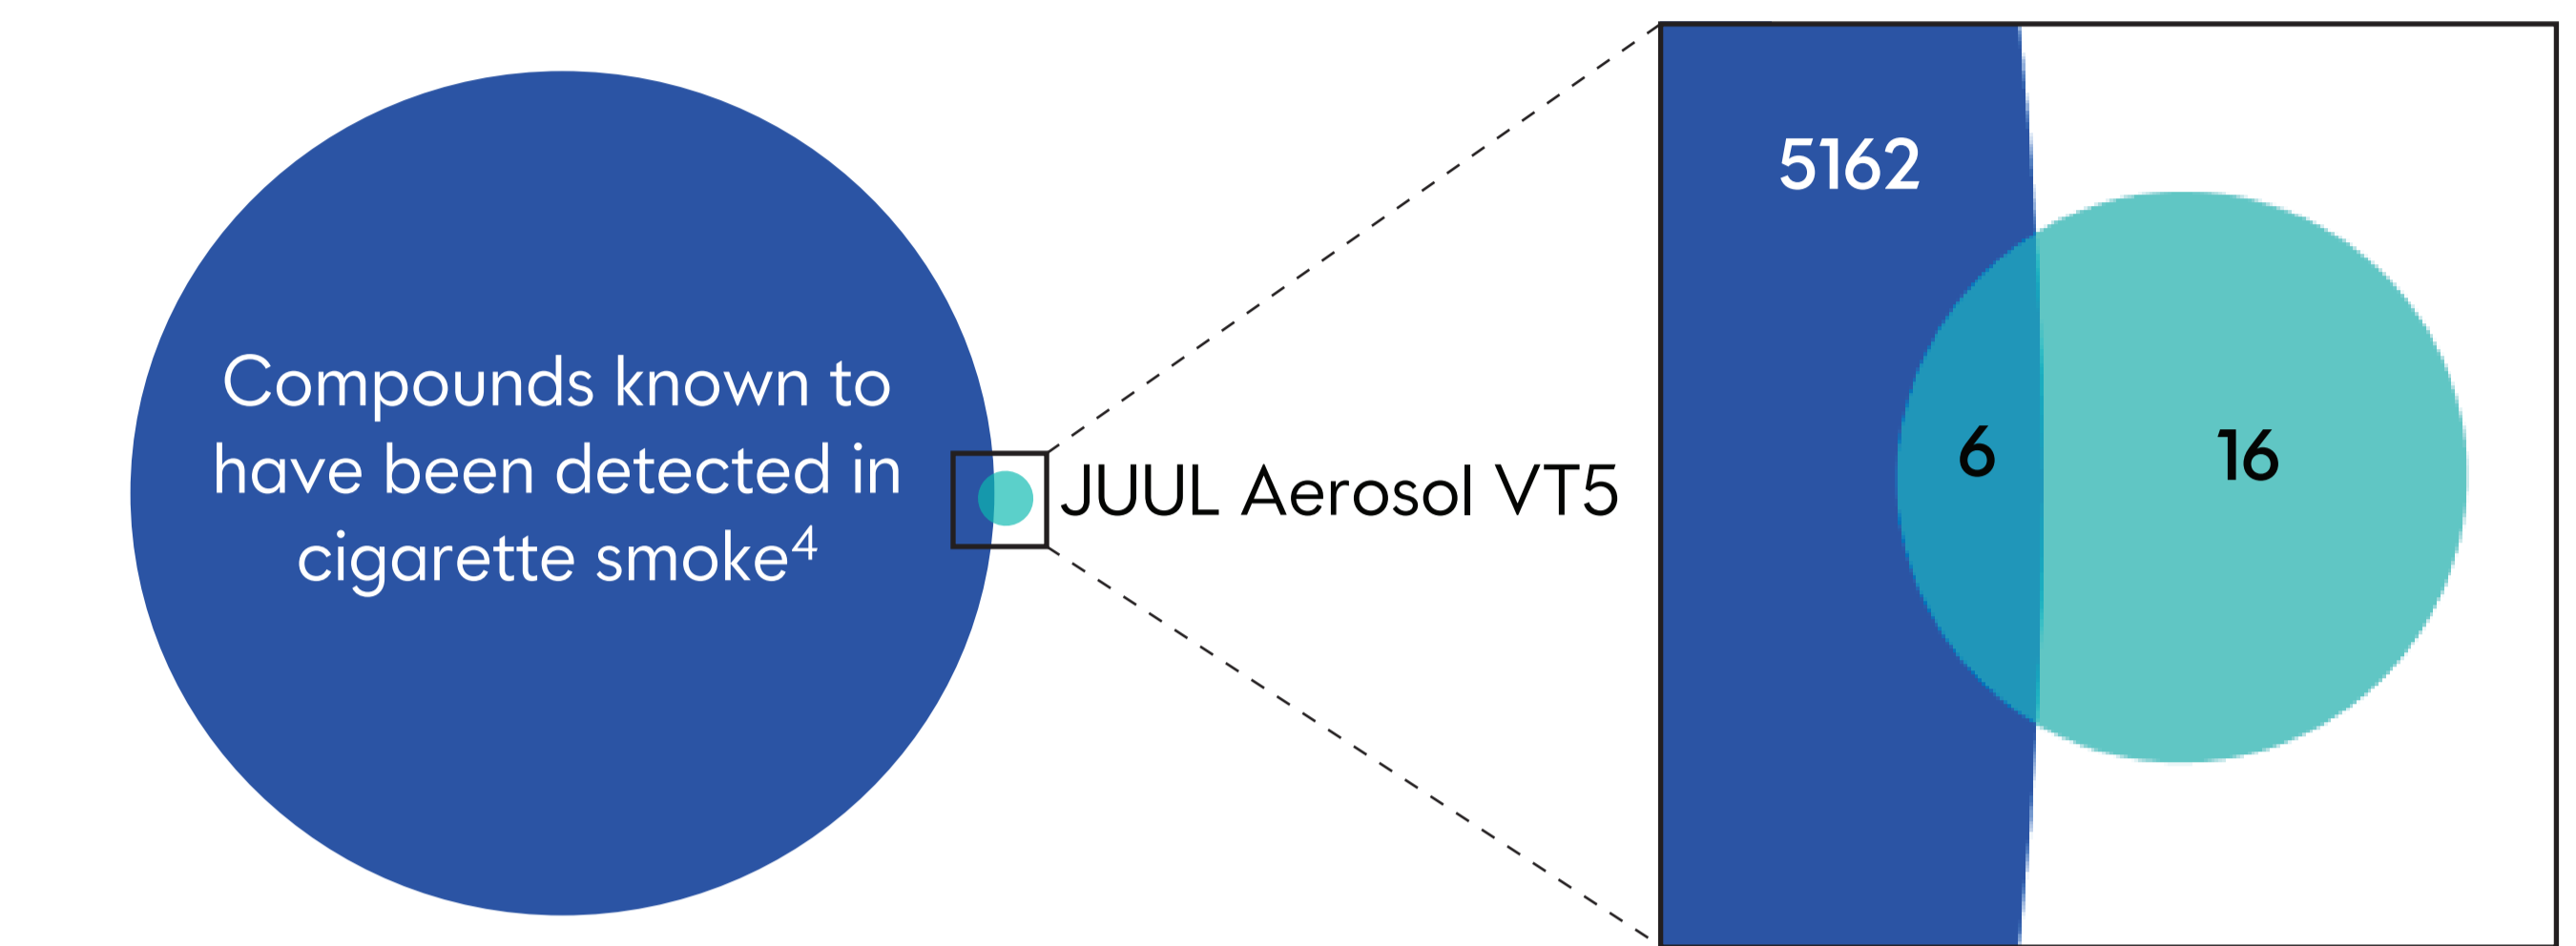 Compounds known to
have been detected in
cigarette smoke⁴
JUUL Aerosol VT5
5162
6
16